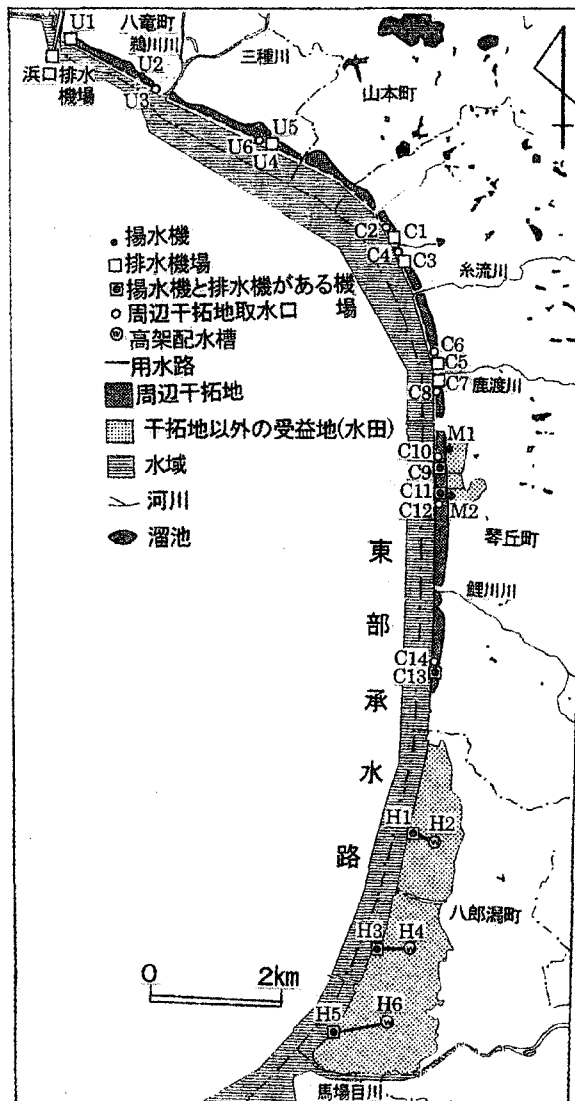 U1
八竜町
鵜川川
三種川
浜口排水
機場
U2
U3
山本町
U5
U6
U4
C2
C1
C4
C3
糸流川
・揚水機
□排水機場
揚水機と排水機がある機
場
周辺干拓地取水口
高架配水槽
用水路
周辺干拓地
干拓地以外の受益地(水田)
水域
河川
溜池
C6
C5
C7
鹿渡川
C8
M1
C10
C9
C11
C12
M2
琴丘町
鯉川川
東部承水路
C14
C13
H1
H2
八郎潟町
H3
H4
0
2km
H5
H6
馬場目川